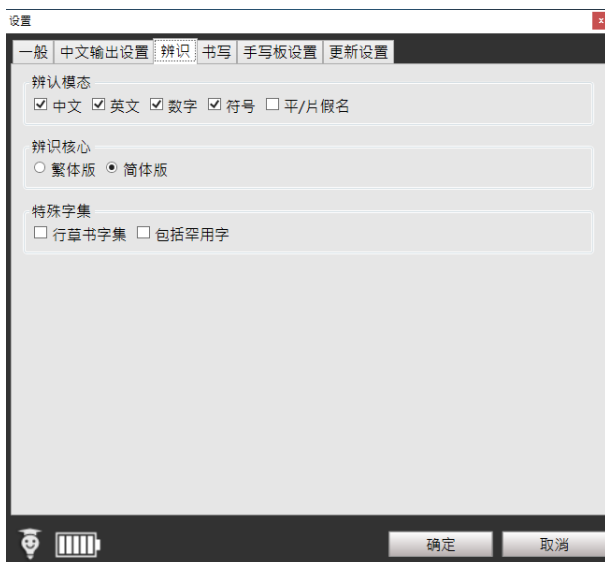 设置
一般 中文输出设置 辨识 书写 手写板设置 更新设置
辨认模态
中文 英文 数字 符号 平/片假名
辨识核心
繁体版 简体版
特殊字集
行草书字集 包括罕用字
确定 取消